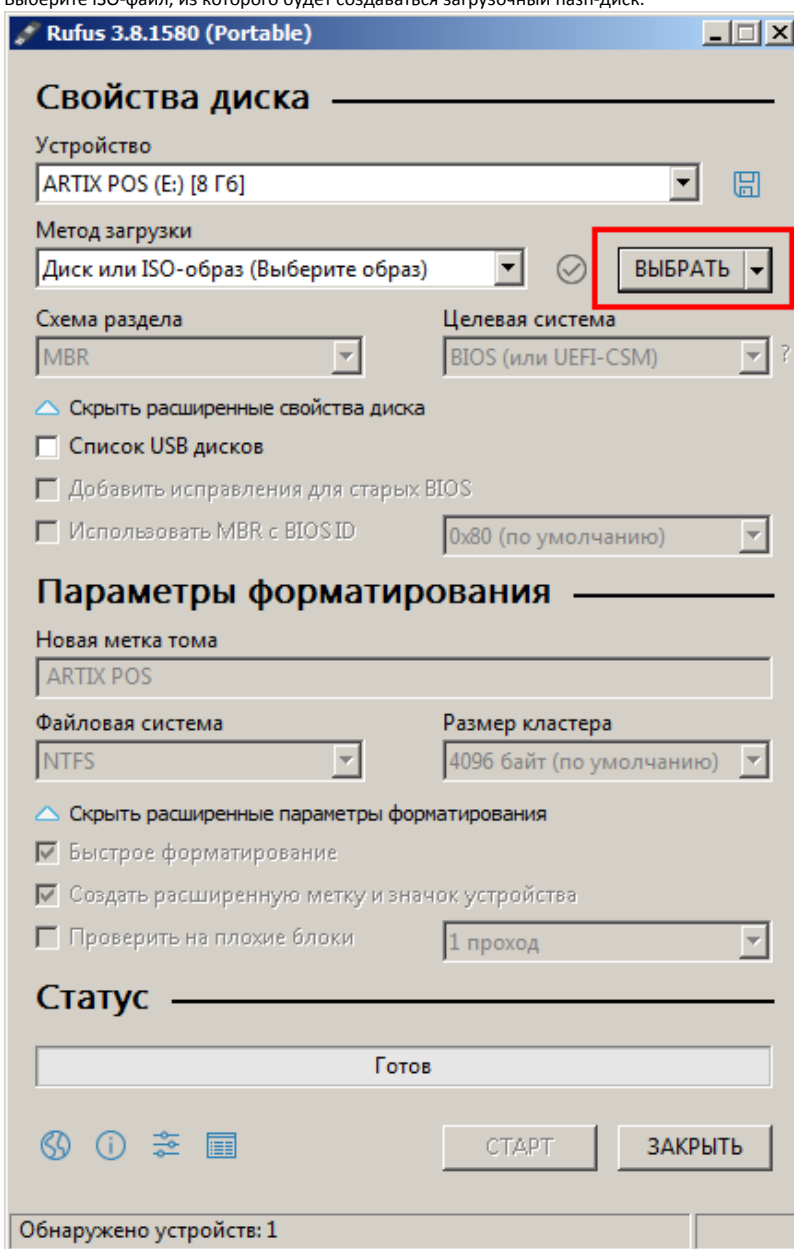 Выберите ISO-файл, из которого будет создаваться загрузочный flash-диск.
Rufus 3.8.1580 (Portable)
Свойства диска
Устройство
ARTIX POS (E:) [8 Гб]
Метод загрузки
Диск или ISO-образ (Выберите образ)
ВЫБРАТЬ
Схема раздела Целевая система
MBR BIOS (или UEFI-CSM) ?
Скрыть расширенные свойства диска
Список USB дисков
Добавить исправления для старых BIOS
Использовать MBR с BIOS ID 0x80 (по умолчанию)
Параметры форматирования
Новая метка тома
ARTIX POS
Файловая система Размер кластера
NTFS 4096 байт (по умолчанию)
Скрыть расширенные параметры форматирования
Быстрое форматирование
Создать расширенную метку и значок устройства
Проверить на плохие блоки 1 проход
Статус
Готов
СТАРТ ЗАКРЫТЬ
Обнаружено устройств: 1